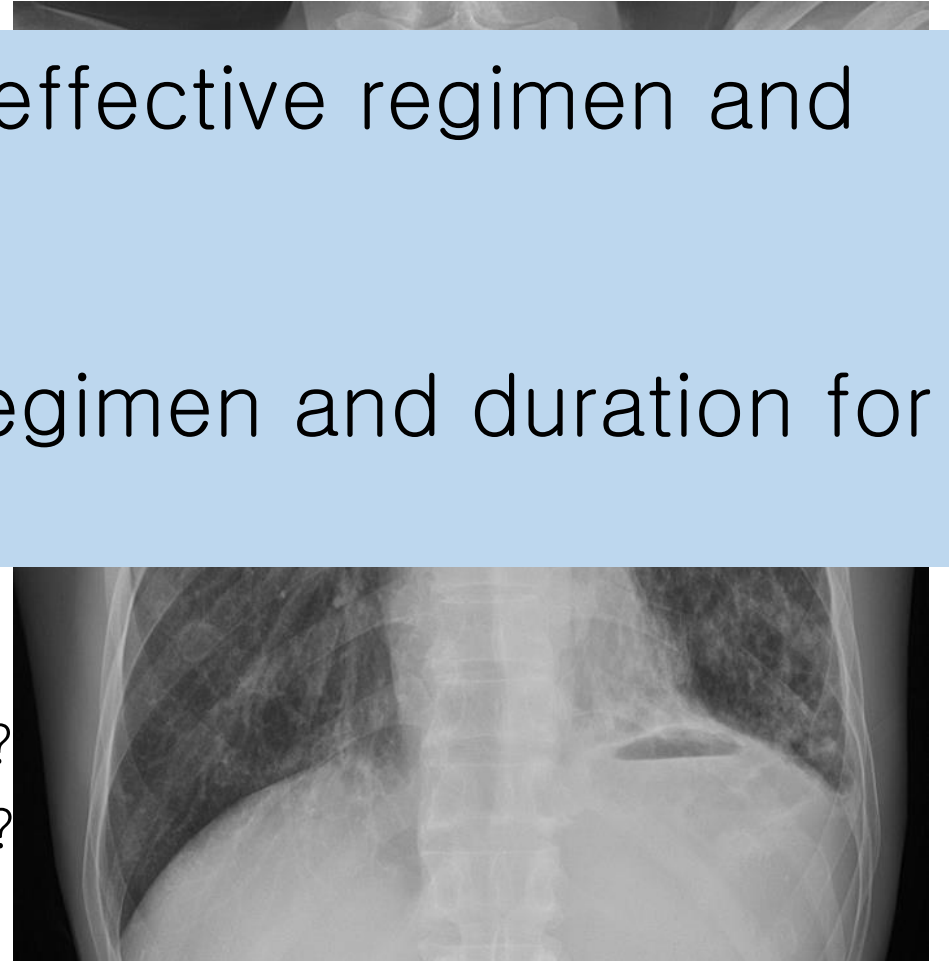 effective regimen and
egimen and duration for
?
?